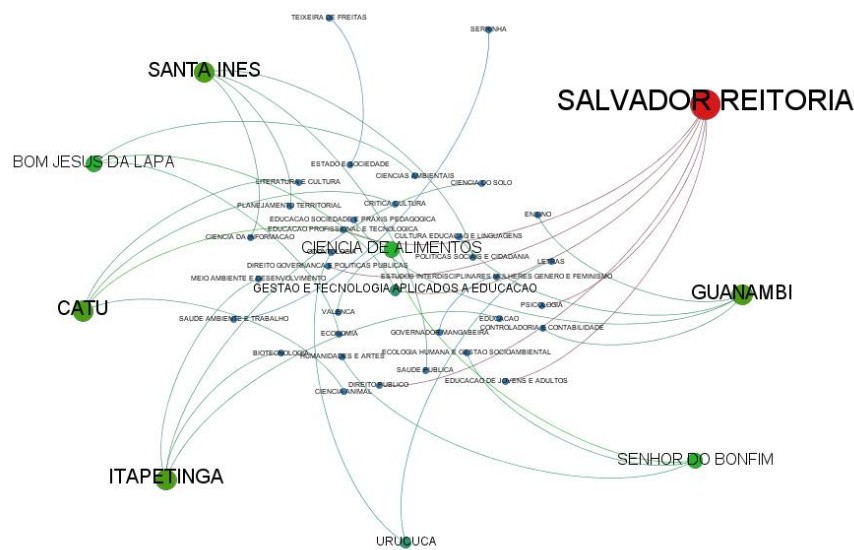 TEIXEIRA DE FREITAS
SERRINHA
SANTA INES
SALVADOR REITORIA
BOM JESUS DA LAPA
ESTADO E SOCIEDADE
CIENCIAS AMBIENTAIS
LITERATURA E CULTURA
CIENCIA DO SOLO
PLANEJAMENTO TERRITORIAL
CRITICA CULTURA
ENSINO
EDUCACAO SOCIEDADE E PRAXIS PEDAGOGICA
EDUCACAO PROFISSIONAL E TECNOLOGICA
CIENCIA DA INFORMACAO
CULTURA EDUCACAO E LINGUAGENS
CIENCIA DE ALIMENTOS
POLITICAS SOCIAIS E CIDADANIA
LETRAS
DIREITO GOVERNANCA E POLITICAS PUBLICAS
MEIO AMBIENTE E DESENVOLVIMENTO
ESTUDOS INTERDISCIPLINARES MULHERES GENERO E FEMINISMO
GESTAO E TECNOLOGIA APLICADOS A EDUCACAO
GUANAMBI
CATU
PSICOLOGIA
VALENCA
SAUDE AMBIENTE E TRABALHO
EDUCACAO
CONTROLADORIA E CONTABILIDADE
ECONOMIA
GOVERNADOR MANGABEIRA
BIOTECNOLOGIA
HUMANIDADES E ARTES
ECOLOGIA HUMANA E GESTAO SOCIOAMBIENTAL
SAUDE PUBLICA
DIREITO PUBLICO
EDUCACAO DE JOVENS E ADULTOS
CIENCIA ANIMAL
SENHOR DO BONFIM
ITAPETINGA
URUCUCA